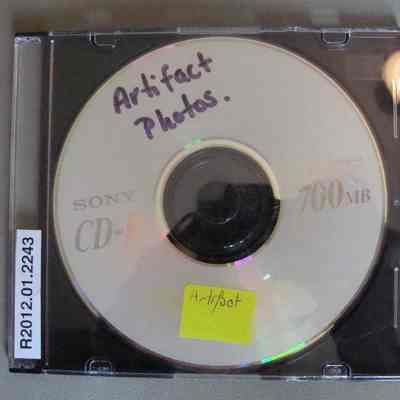 Artifact
Photos.
SONY
CD-R
700MB
Artifact
R2012.01.2243